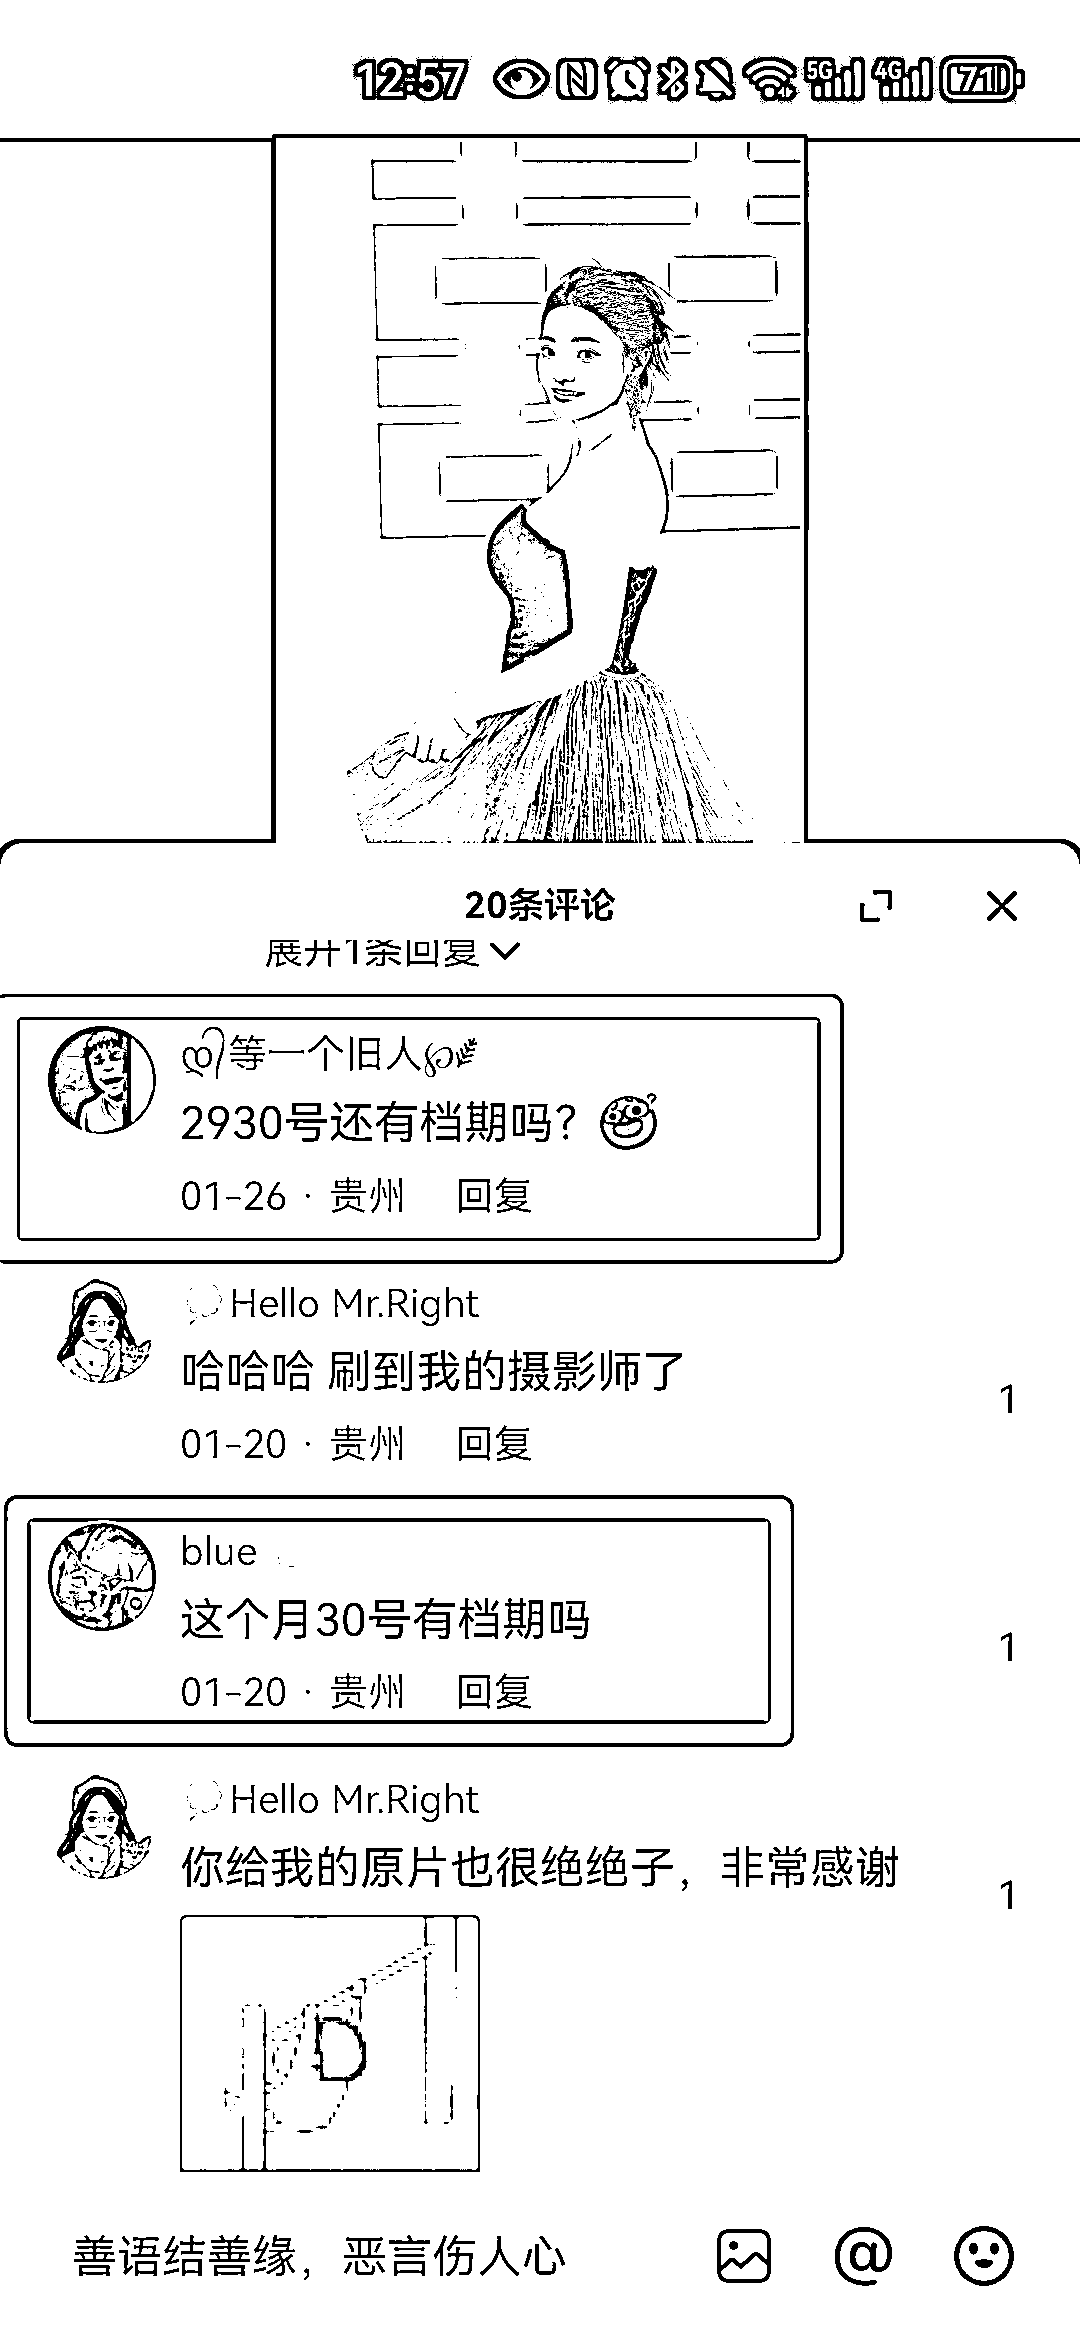 12:57 5G 4G 71
20条评论
展开1条回复
等一个旧人
2930号还有档期吗？
01-26 · 贵州 回复
Hello Mr.Right
哈哈哈 刷到我的摄影师了
1
01-20 · 贵州 回复
blue
这个月30号有档期吗
1
01-20 · 贵州 回复
Hello Mr.Right
你给我的原片也很绝绝子，非常感谢
1
善语结善缘，恶言伤人心